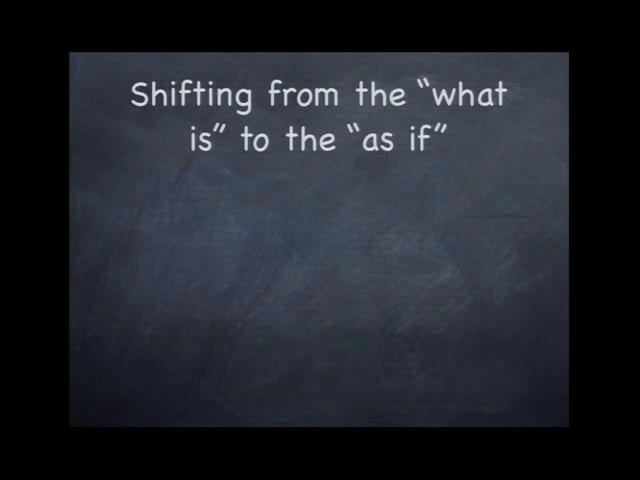 Shifting from the “what
is” to the “as if”